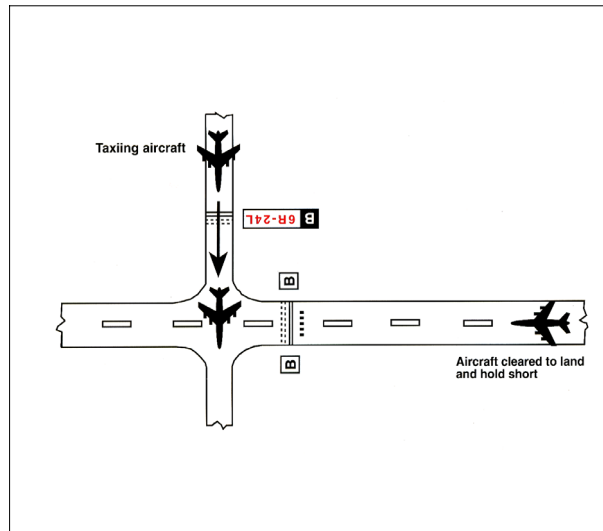 Taxiing aircraft
6R-24L B
B
B
Aircraft cleared to land
and hold short